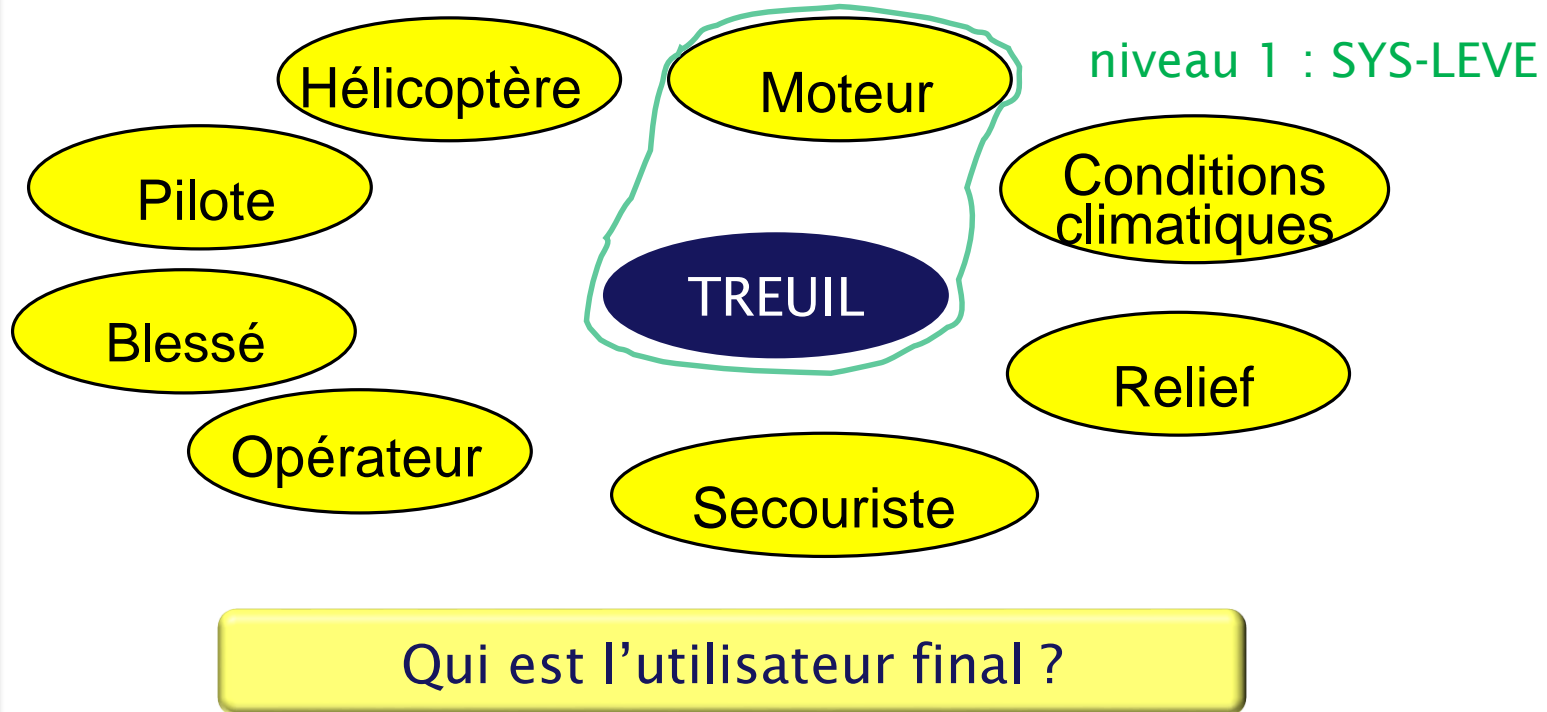 niveau 1 : SYS-LEVE
Hélicoptère
Moteur
Pilote
Conditions
climatiques
TREUIL
Blessé
Relief
Opérateur
Secouriste
Qui est l’utilisateur final ?